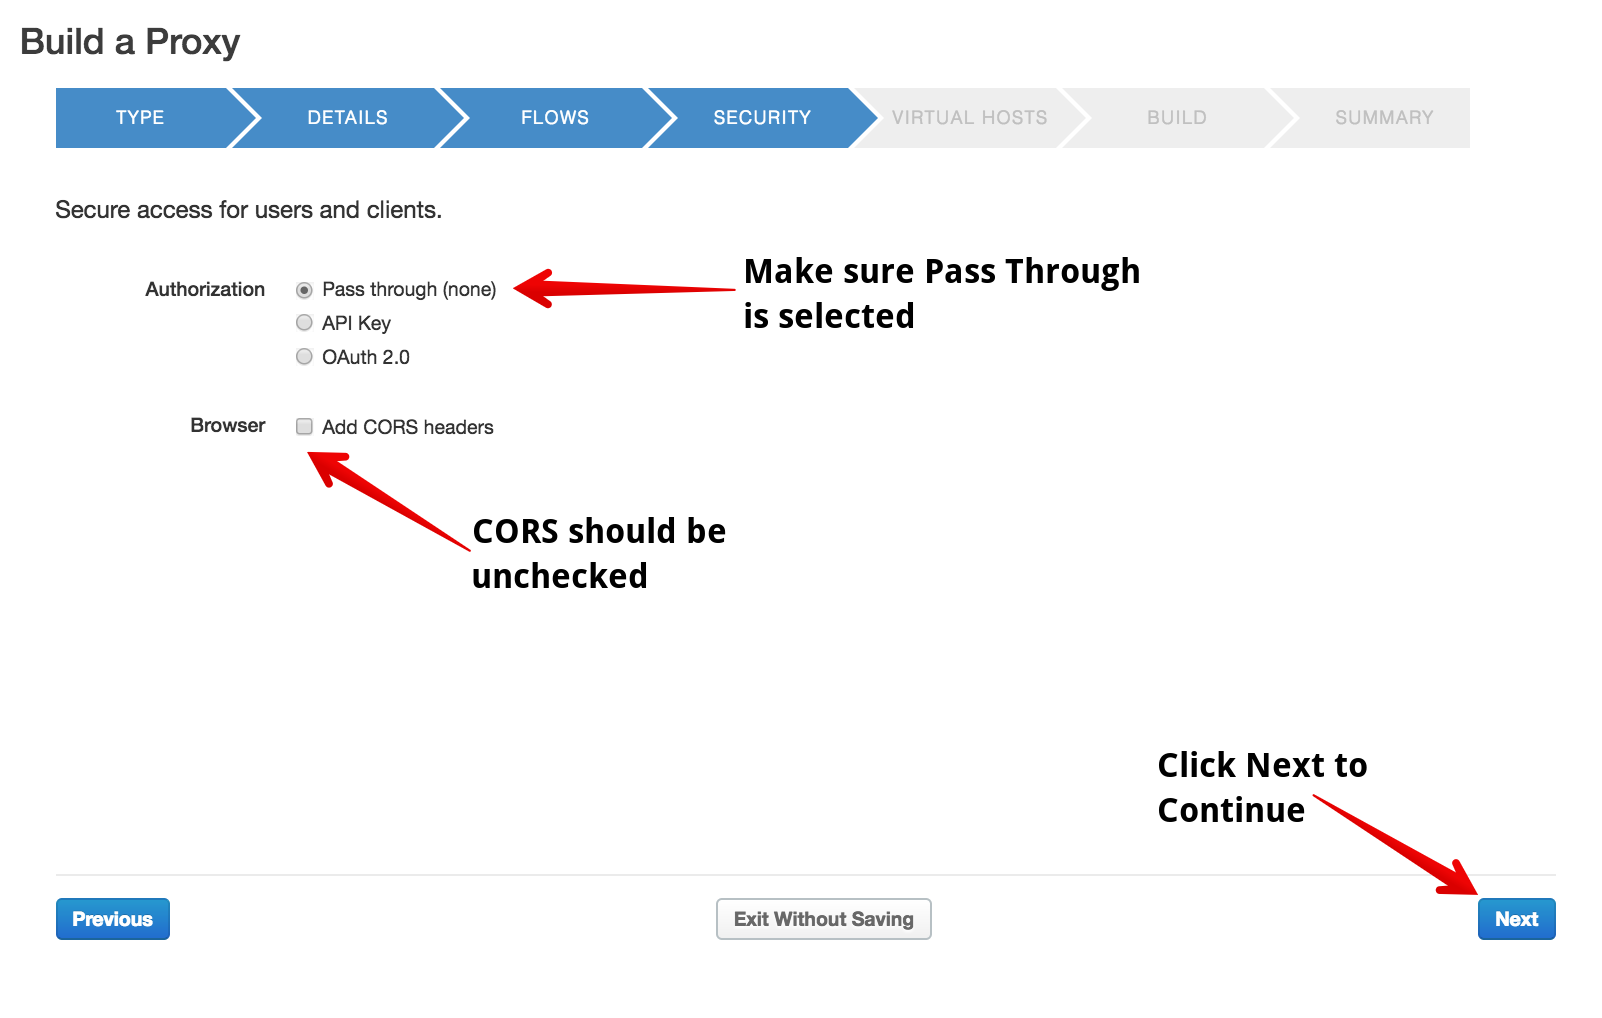 Build a Proxy
TYPE
DETAILS
FLOWS
SECURITY
VIRTUAL HOSTS
BUILD
SUMMARY
Secure access for users and clients.
Authorization
Pass through (none)
API Key
OAuth 2.0
Make sure Pass Through
is selected
Browser
Add CORS headers
CORS should be
unchecked
Click Next to
Continue
Previous
Exit Without Saving
Next